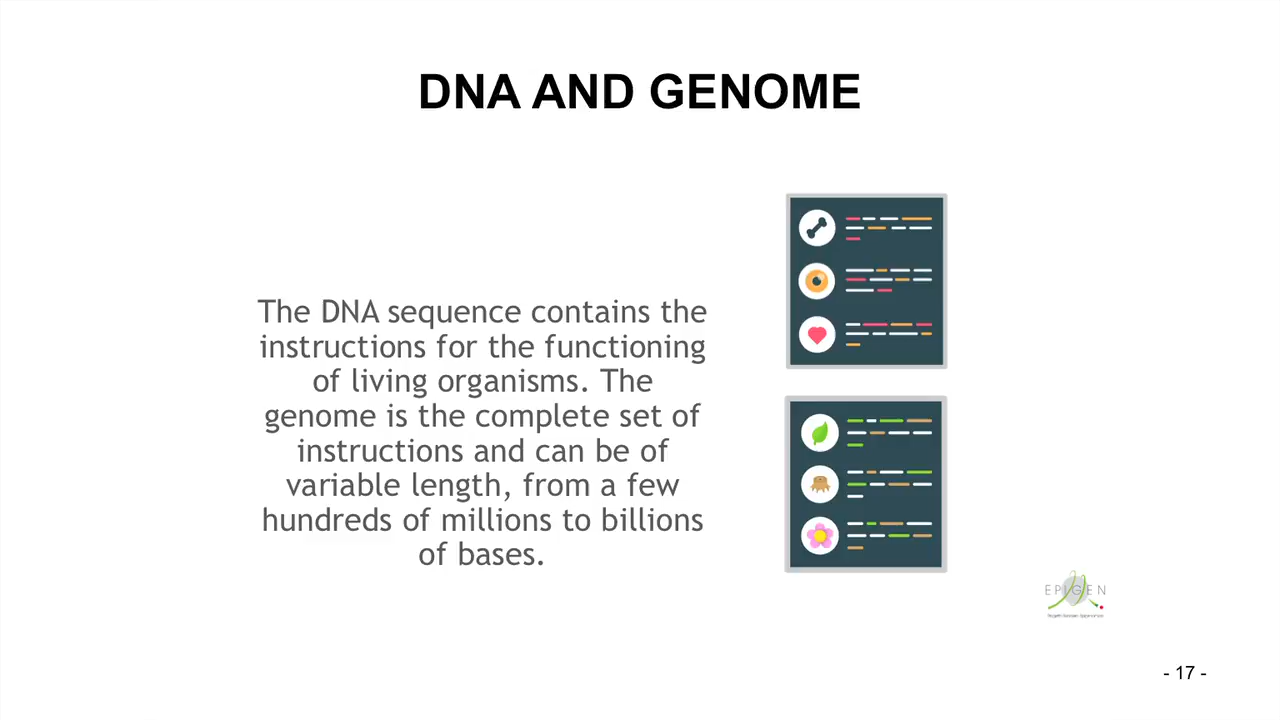 DNA AND GENOME
The DNA sequence contains the
instructions for the functioning
of living organisms. The
genome is the complete set of
instructions and can be of
variable length, from a few
hundreds of millions to billions
of bases.
EPIGEN
- 17 -